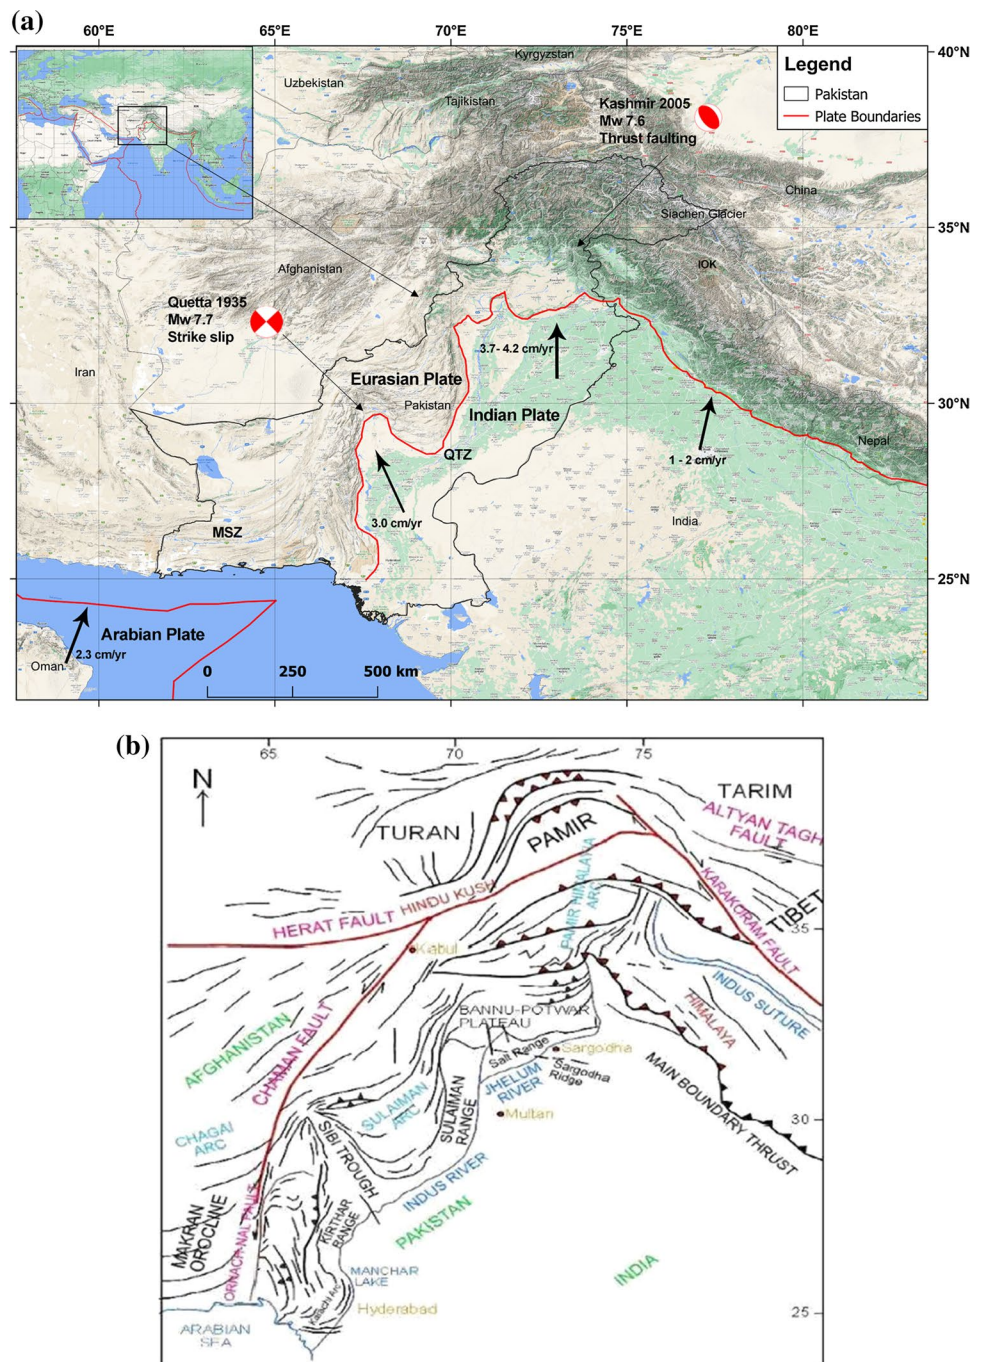 (a)
60°E
65°E
70°E
75°E
80°E
40°N
Kyrgyzstan
Uzbekistan
Tajikistan
Legend
Pakistan
Plate Boundaries
Kashmir 2005
Mw 7.6
Thrust faulting
China
Siachen Glacier
35°N
IOK
Afghanistan
Quetta 1935
Mw 7.7
Strike slip
3.7- 4.2 cm/yr
Iran
Eurasian Plate
Pakistan
Indian Plate
30°N
Nepal
QTZ
1 - 2 cm/yr
3.0 cm/yr
India
MSZ
25°N
Arabian Plate
2.3 cm/yr
Oman
0
250
500 km
(b)
65
70
75
N
TARIM
TURAN
ALTYAN TAGH
FAULT
PAMIR
PAMIR HIMALAYA
ARC
HINDU KUSH
KARAKORAM FAULT
TIBET
HERAT FAULT
35
Kabul
INDUS SUTURE
HIMALAYA
BANNU-POTWAR
PLATEAU
AFGHANISTAN
CHAMAN FAULT
Salt Range
Sargodha
Sargodha
Ridge
MAIN BOUNDARY THRUST
JHELUM
RIVER
SULAIMAN
ARC
SULAIMAN
RANGE
Multan
30
CHAGAI
ARC
SIBI TROUGH
INDUS RIVER
MAKRAN
OROCLINE
ORNACH-NAL FAULT
KIRTHAR
RANGE
PAKISTAN
INDIA
MANCHAR
LAKE
Karachi Arc
Hyderabad
25
ARABIAN
SEA